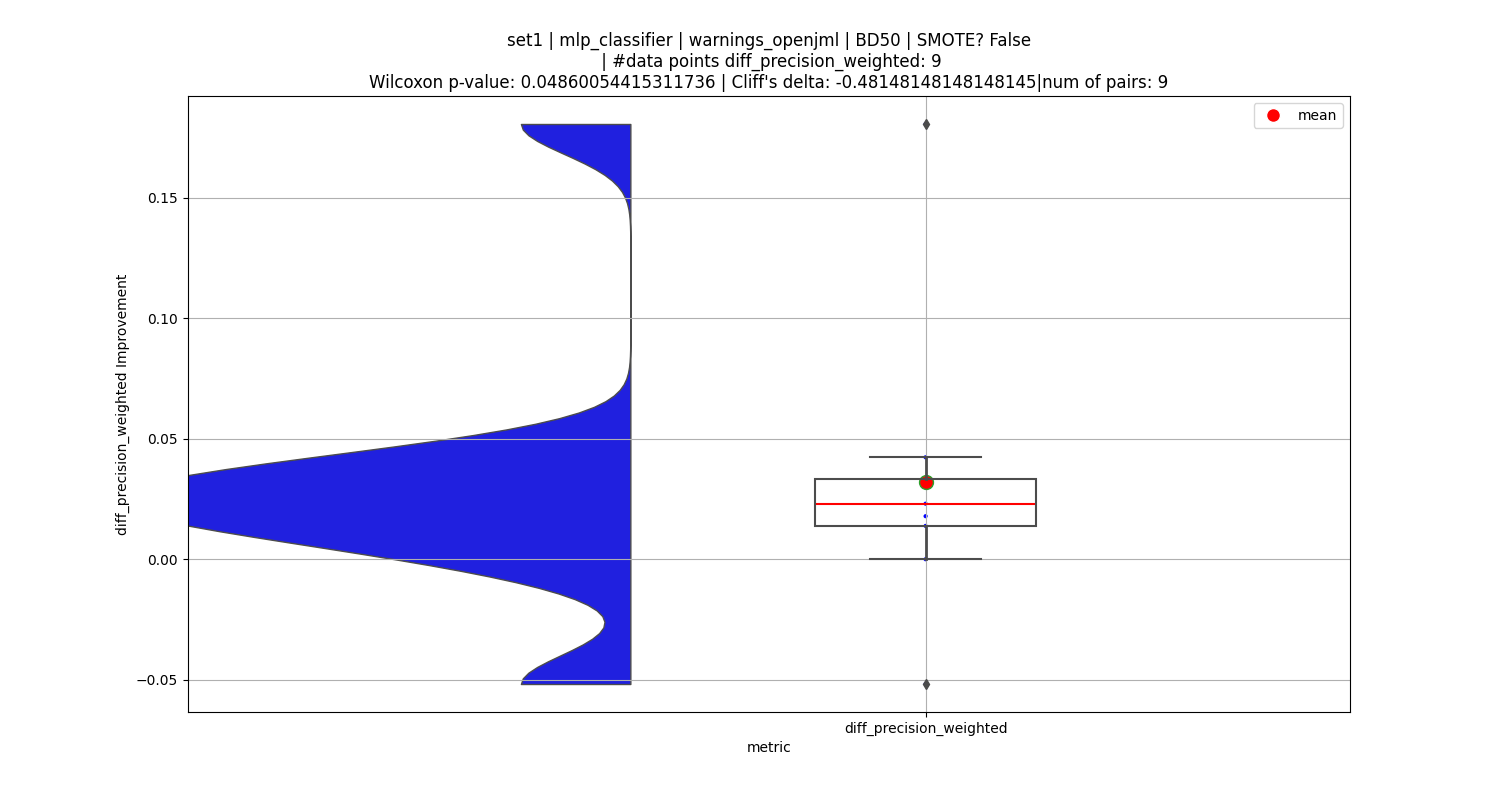 set1 | mlp_classifier | warnings_openjml | BD50 | SMOTE? False
| #data points diff_precision_weighted: 9
Wilcoxon p-value: 0.04860054415311736 | Cliff's delta: -0.48148148148148145|num of pairs: 9
mean
diff_precision_weighted Improvement
0.15
0.10
0.05
0.00
−0.05
diff_precision_weighted
metric